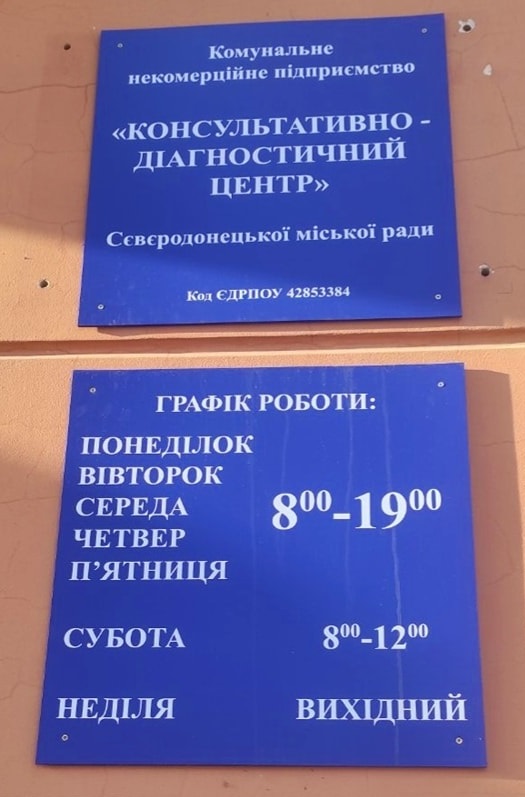 Комунальне
некомерційне підприємство
«КОНСУЛЬТАТИВНО -
ДІАГНОСТИЧНИЙ
ЦЕНТР»
Сєвєродонецької міської ради
Код ЄДРПОУ 42853384
ГРАФІК РОБОТИ:
ПОНЕДІЛОК
ВІВТОРОК
СЕРЕДА 8⁰⁰-19⁰⁰
ЧЕТВЕР
П’ЯТНИЦЯ
СУБОТА 8⁰⁰-12⁰⁰
НЕДІЛЯ ВИХІДНИЙ